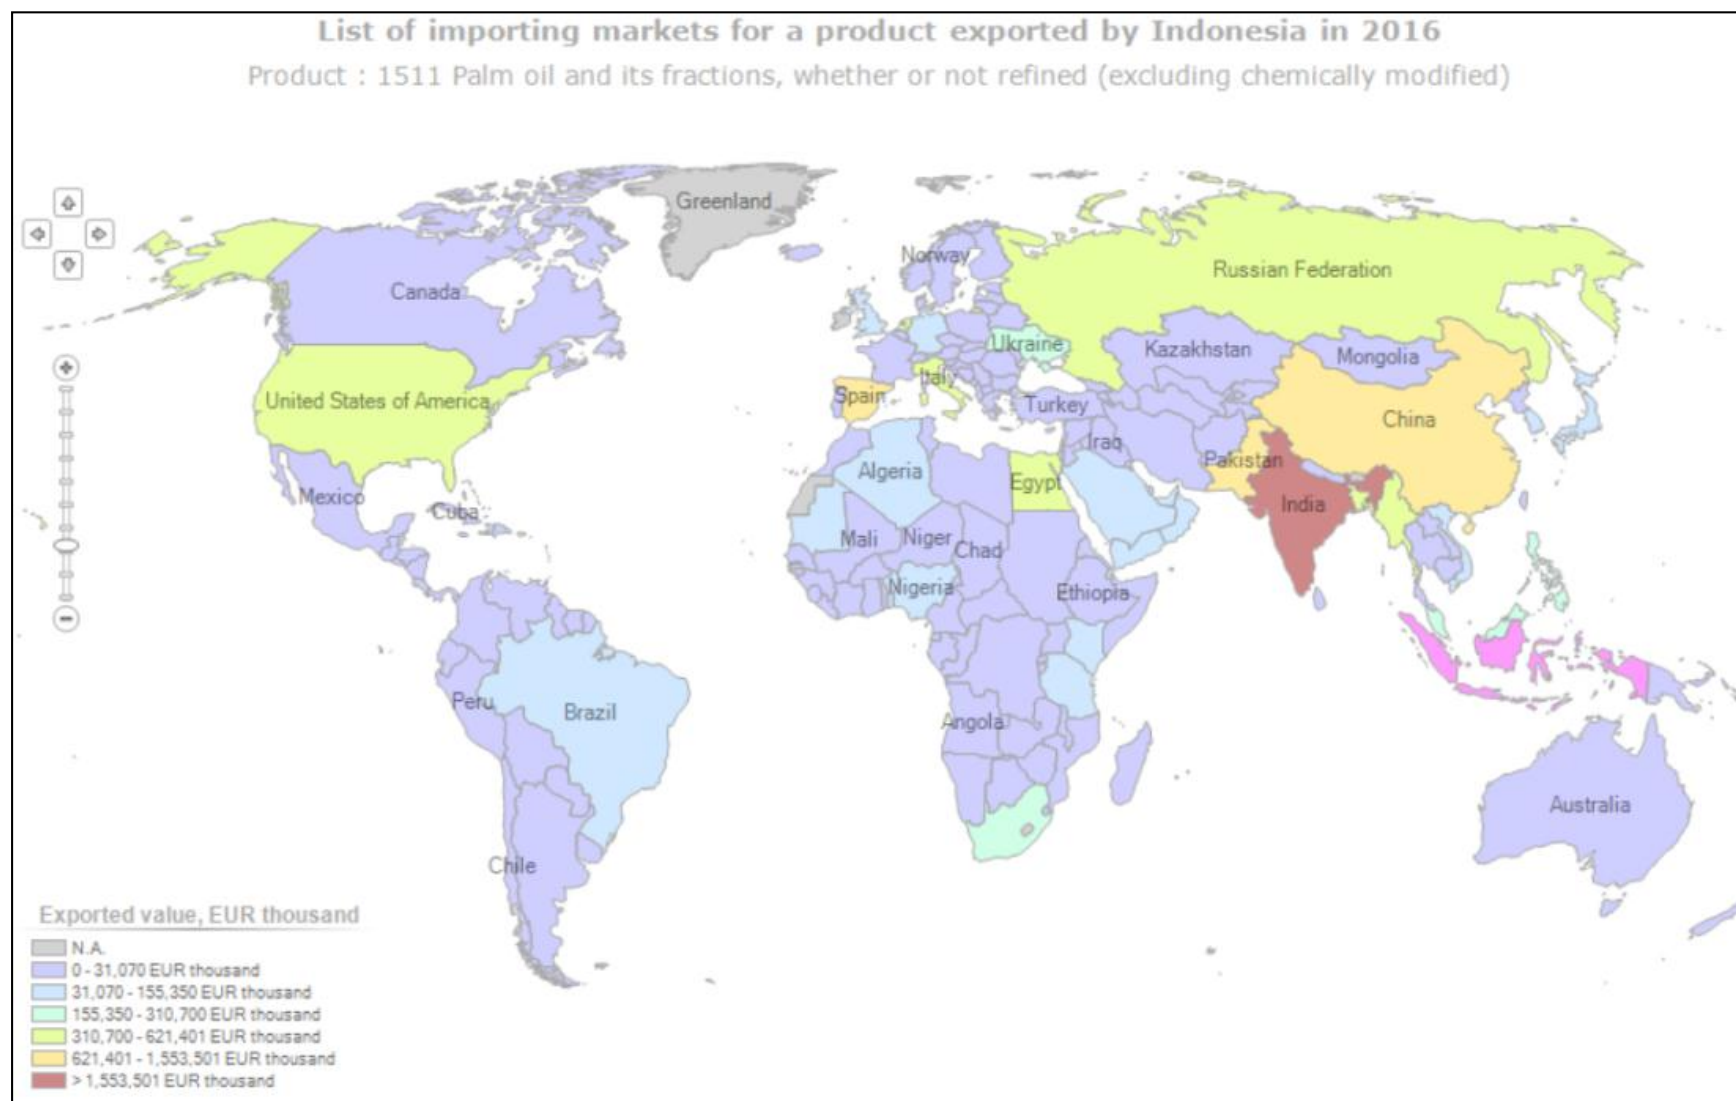 List of importing markets for a product exported by Indonesia in 2016
Product : 1511 Palm oil and its fractions, whether or not refined (excluding chemically modified)
Greenland
Norway
Russian Federation
Canada
Ukraine
Kazakhstan
Mongolia
Italy
United States of America
Spain
Turkey
China
Iraq
Pakistan
Algeria
Egypt
Mexico
India
Cuba
Mali
Niger
Chad
Nigeria
Ethiopia
Peru
Brazil
Angola
Australia
Chile
Exported value, EUR thousand
N.A.
0 - 31,070 EUR thousand
31,070 - 155,350 EUR thousand
155,350 - 310,700 EUR thousand
310,700 - 621,401 EUR thousand
621,401 - 1,553,501 EUR thousand
> 1,553,501 EUR thousand